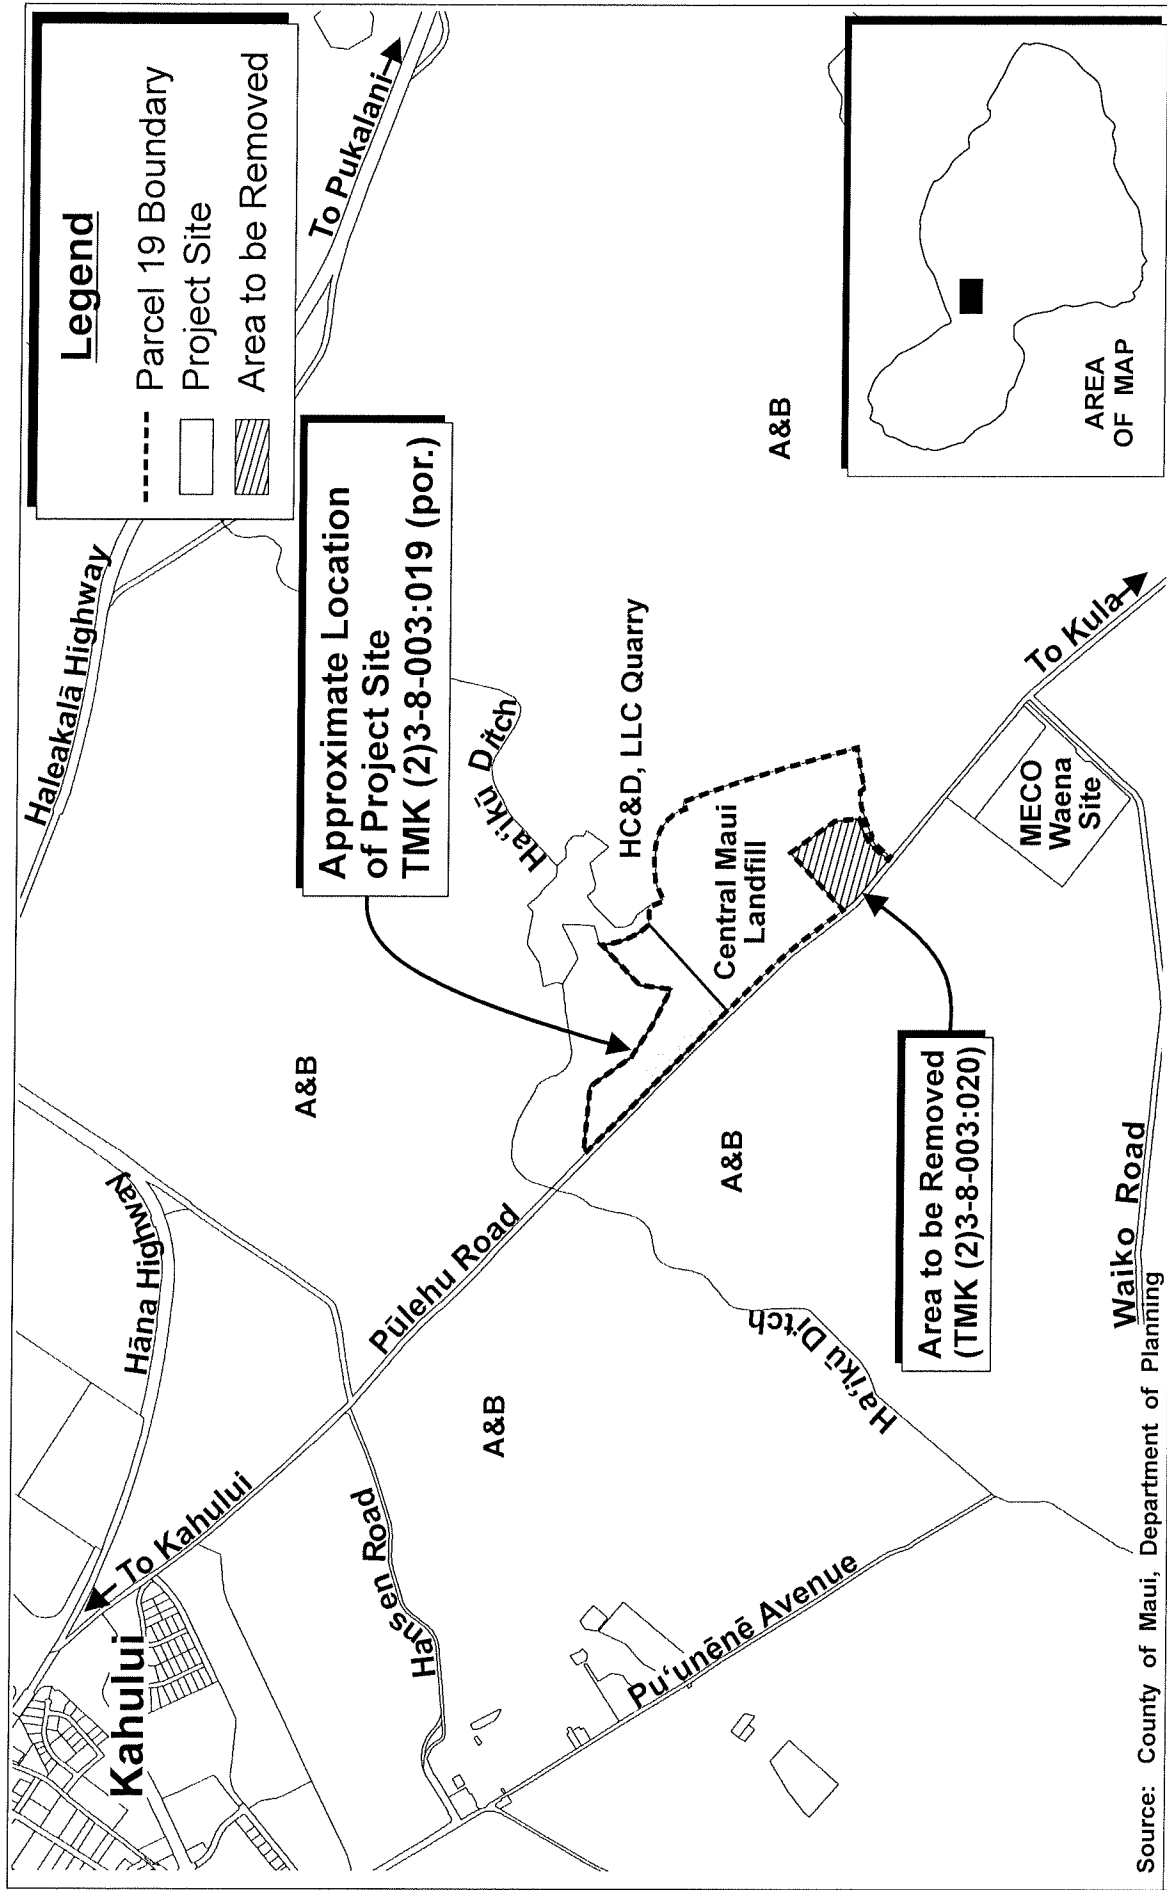 Legend
Parcel 19 Boundary
Project Site
Area to be Removed
Haleakalā Highway
To Pukalani
Approximate Location
of Project Site
TMK (2)3-8-003:019 (por.)
Hāna Highway
A&B
Ha'ikū Ditch
HC&D, LLC Quarry
A&B
Kahului
To Kahului
Pūlehu Road
Central Maui
Landfill
Hansen Road
A&B
A&B
To Kula
MECO
Waena
Site
AREA
OF MAP
Pu'unēnē Avenue
Ha'ikū Ditch
Area to be Removed
(TMK (2)3-8-003:020)
Waiko Road
Source: County of Maui, Department of Planning